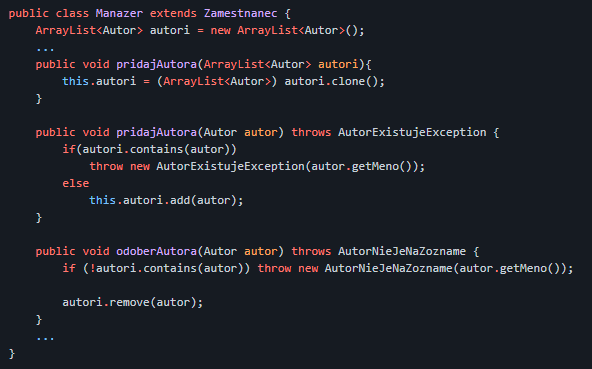 public class Manazer extends Zamestnanec {
    ArrayList<Autor> autori = new ArrayList<Autor>();
    ...
    public void pridajAutora(ArrayList<Autor> autori){
        this.autori = (ArrayList<Autor>) autori.clone();
    }

    public void pridajAutora(Autor autor) throws AutorExistujeException {
        if(autori.contains(autor))
            throw new AutorExistujeException(autor.getMeno());
        else
            this.autori.add(autor);
    }

    public void odoberAutora(Autor autor) throws AutorNieJeNaZozname {
        if (!autori.contains(autor)) throw new AutorNieJeNaZozname(autor.getMeno());

        autori.remove(autor);
    }
    ...
}